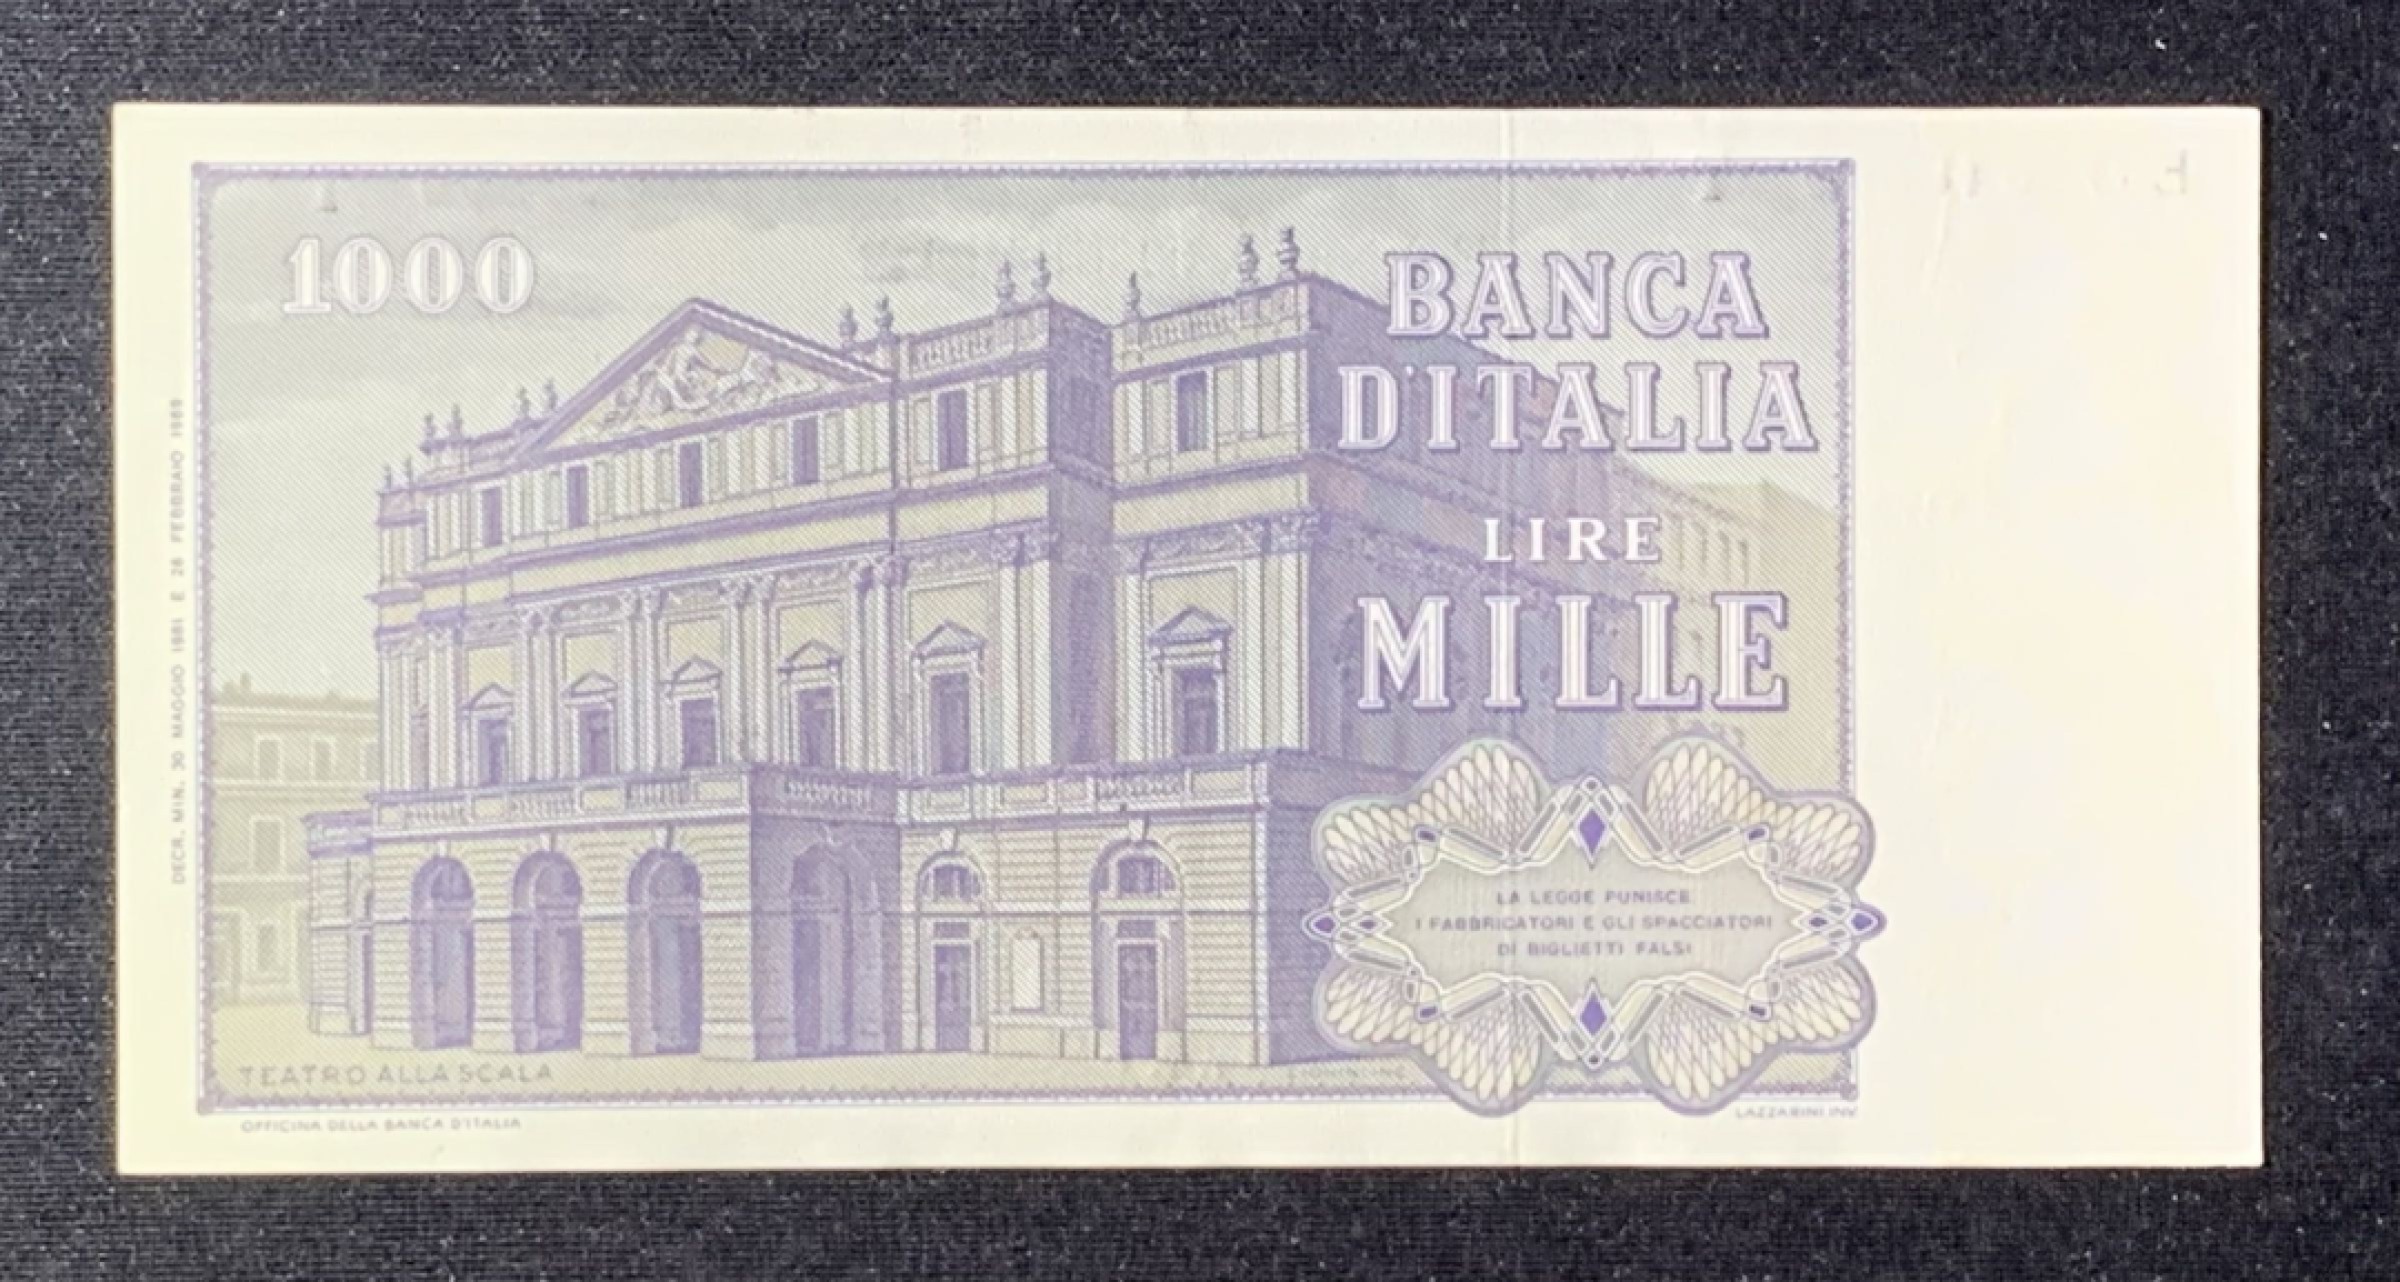 1000
BANCA
D'ITALIA
LIRE
MILLE
DECR. MIN. 30 MAGGIO 1981 E 28 FEBBRAIO 1969
LA LEGGE PUNISCE
I FABBRICATORI E GLI SPACCIATORI
DI BIGLIETTI FALSI
TEATRO ALLA SCALA
OFFICINA DELLA BANCA D'ITALIA
LAZZARINI INV